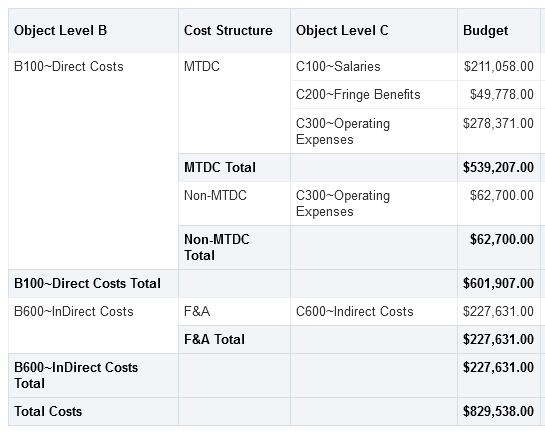 Object Level B Cost Structure Object Level C Budget
B100~Direct Costs MTDC C100~Salaries $211,058.00
C200~Fringe Benefits $49,778.00
C300~Operating $278,371.00
Expenses
MTDC Total $539,207.00
Non-MTDC C300~Operating $62,700.00
Expenses
Non-MTDC $62,700.00
Total
B100~Direct Costs Total $601,907.00
B600~InDirect Costs F&A C600~Indirect Costs $227,631.00
F&A Total $227,631.00
B600~InDirect Costs $227,631.00
Total
Total Costs $829,538.00